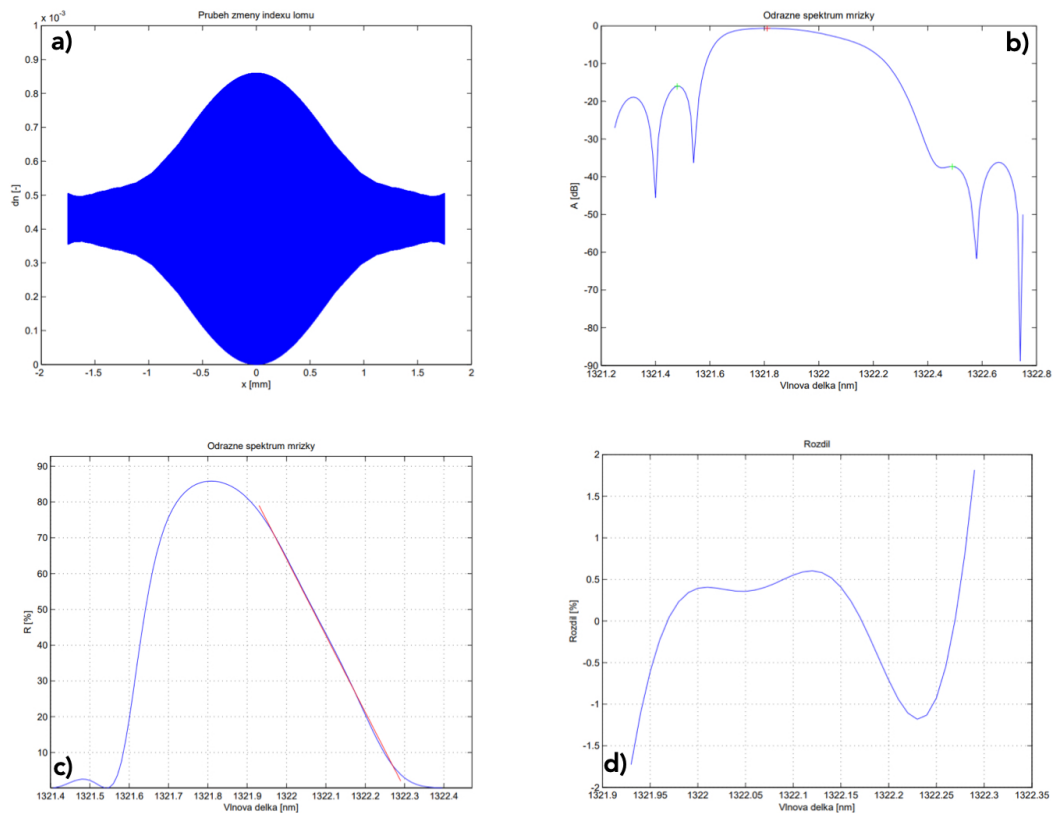 Prubeh zmeny indexu lomu
x 10⁻³
a)
1
0.9
0.8
0.7
0.6
0.5
0.4
0.3
0.2
0.1
0
dn [-]
-2 -1.5 -1 -0.5 0 0.5 1 1.5 2
x [mm]
Odrazne spektrum mrizky
b)
0
-10
-20
-30
-40
-50
-60
-70
-80
-90
A [dB]
1321.2 1321.4 1321.6 1321.8 1322 1322.2 1322.4 1322.6 1322.8
Vlnova delka [nm]
Odrazne spektrum mrizky
90
80
70
60
50
40
30
20
10
R [%]
c)
1321.4 1321.5 1321.6 1321.7 1321.8 1321.9 1322 1322.1 1322.2 1322.3 1322.4
Vlnova delka [nm]
Rozdil
2
1.5
1
0.5
0
-0.5
-1
-1.5
-2
Rozdil [%]
d)
1321.9 1321.95 1322 1322.05 1322.1 1322.15 1322.2 1322.25 1322.3 1322.35
Vlnova delka [nm]